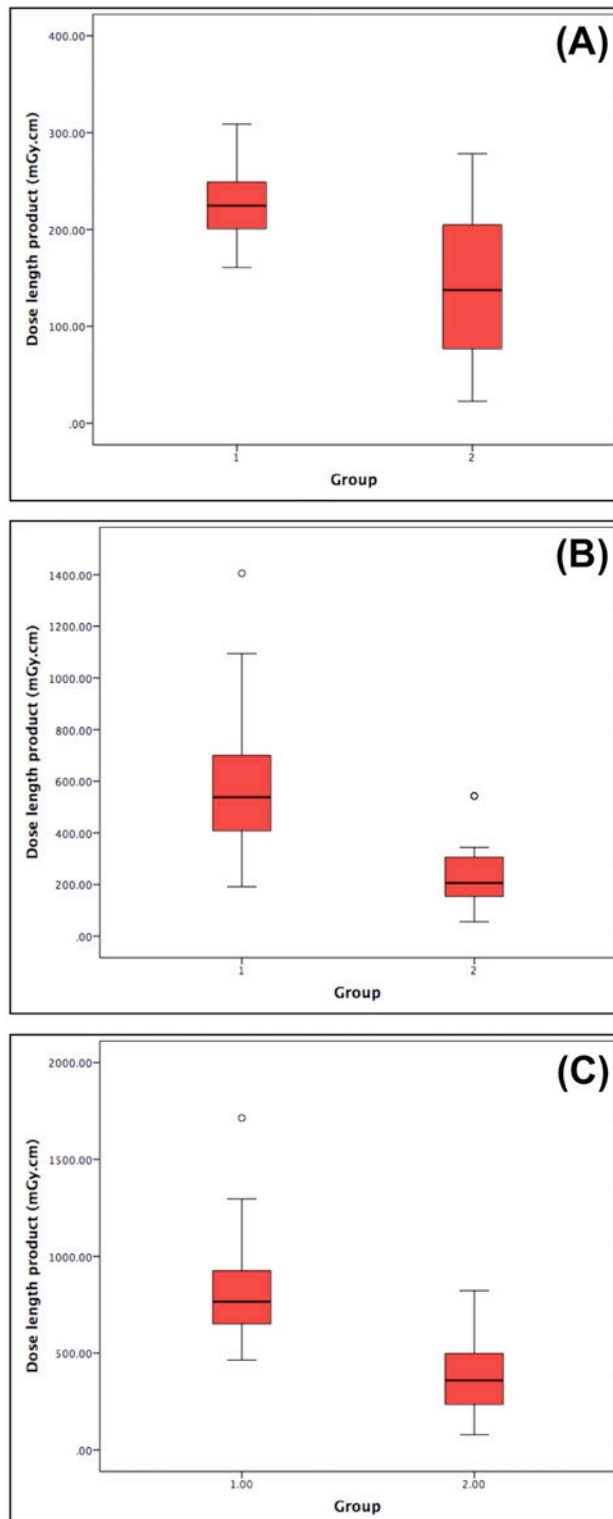 (A)
400.00
300.00
200.00
100.00
.00
Dose length product (mGy.cm)
1 2
Group
(B)
1400.00
1200.00
1000.00
800.00
600.00
400.00
200.00
.00
Dose length product (mGy.cm)
1 2
Group
(C)
2000.00
1500.00
1000.00
500.00
.00
Dose length product (mGy.cm)
1.00 2.00
Group